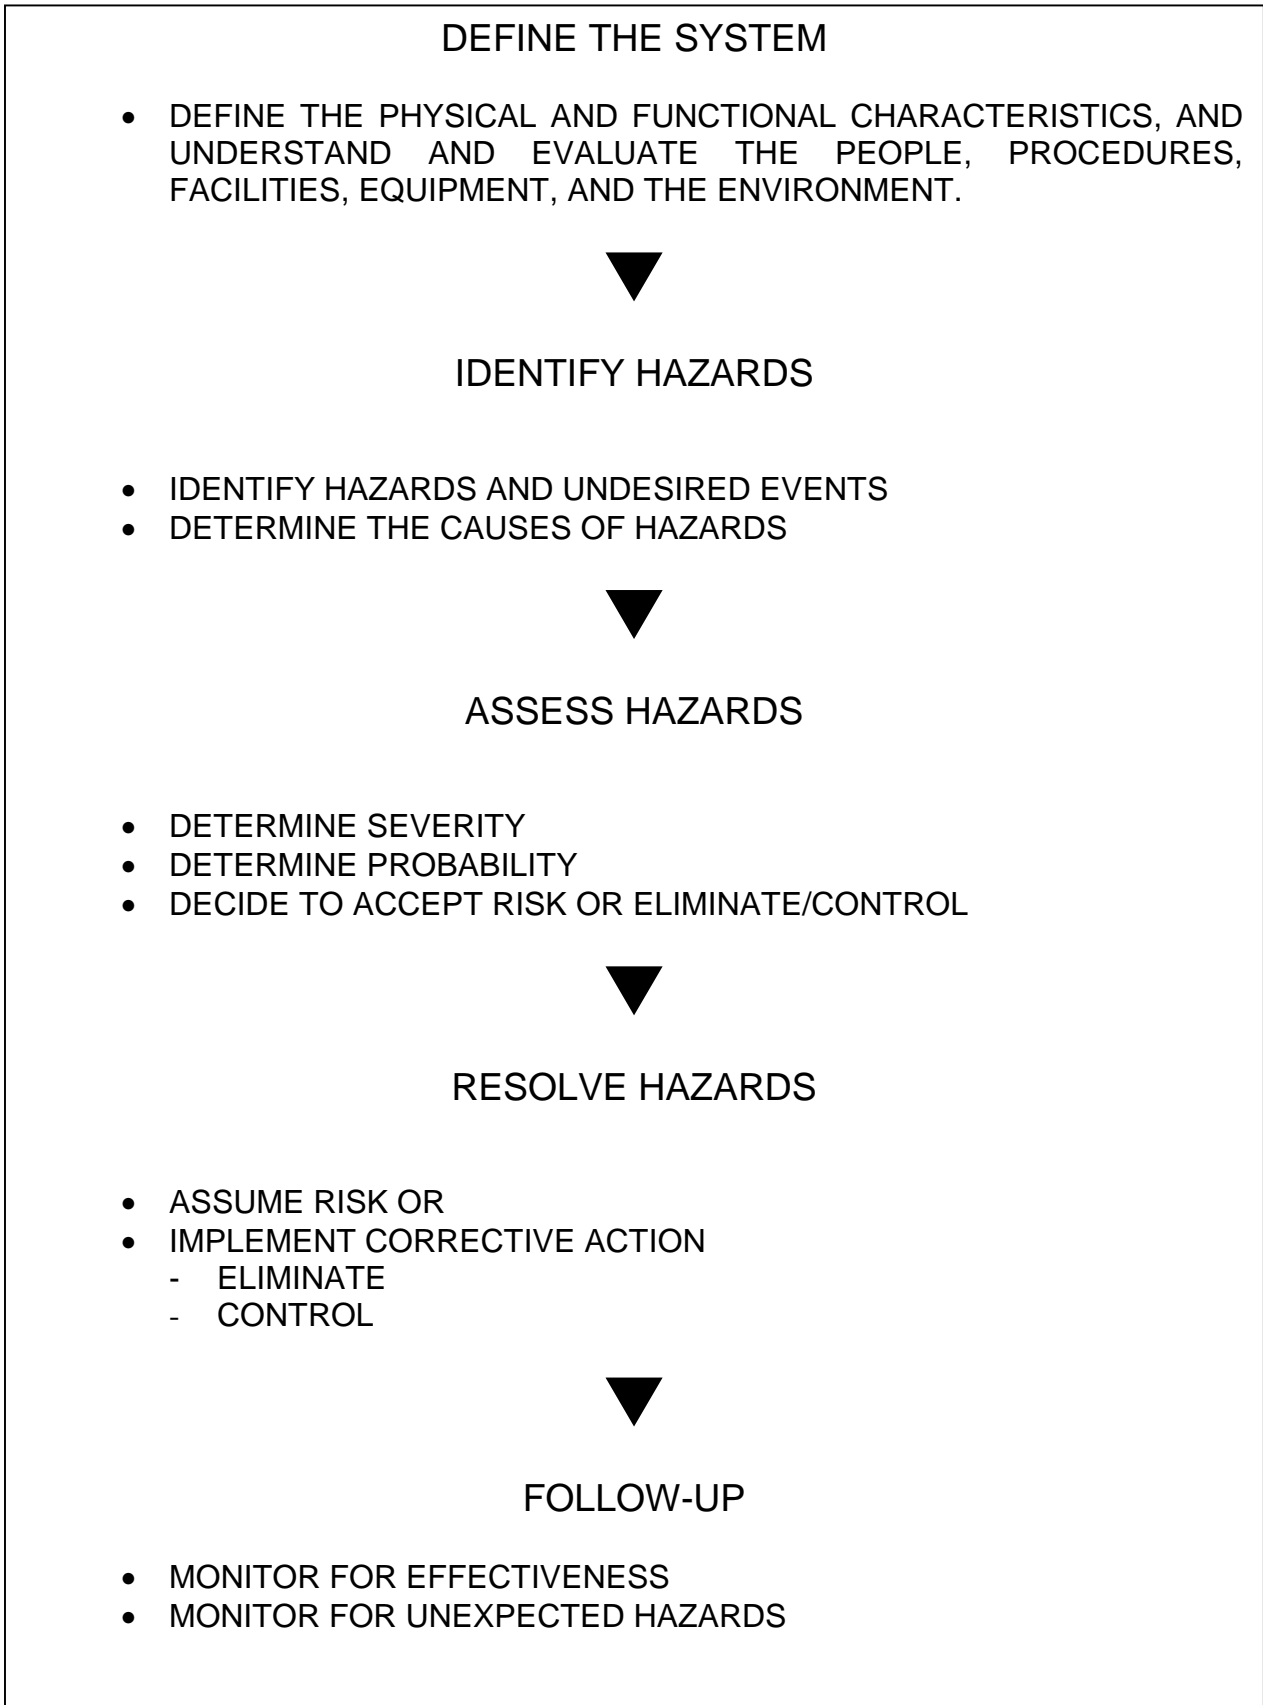 DEFINE THE SYSTEM
• DEFINE THE PHYSICAL AND FUNCTIONAL CHARACTERISTICS, AND
UNDERSTAND AND EVALUATE THE PEOPLE, PROCEDURES,
FACILITIES, EQUIPMENT, AND THE ENVIRONMENT.
IDENTIFY HAZARDS
• IDENTIFY HAZARDS AND UNDESIRED EVENTS
• DETERMINE THE CAUSES OF HAZARDS
ASSESS HAZARDS
• DETERMINE SEVERITY
• DETERMINE PROBABILITY
• DECIDE TO ACCEPT RISK OR ELIMINATE/CONTROL
RESOLVE HAZARDS
• ASSUME RISK OR
• IMPLEMENT CORRECTIVE ACTION
- ELIMINATE
- CONTROL
FOLLOW-UP
• MONITOR FOR EFFECTIVENESS
• MONITOR FOR UNEXPECTED HAZARDS